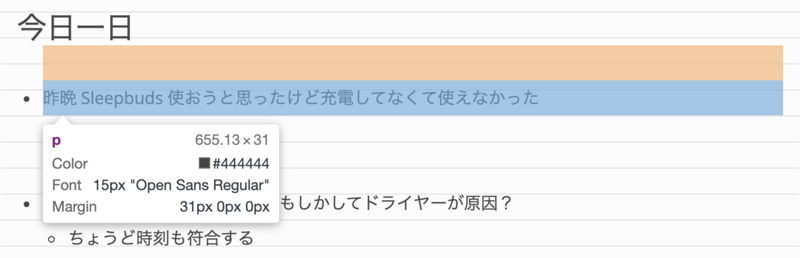 今日一日
昨晩 Sleepbuds 使おうと思ったけど充電してなくて使えなかった
p 655.13×31
Color #444444
Font 15px "Open Sans Regular"
Margin 31px 0px 0px
もしかしてドライヤーが原因？
ちょうど時刻も符合する